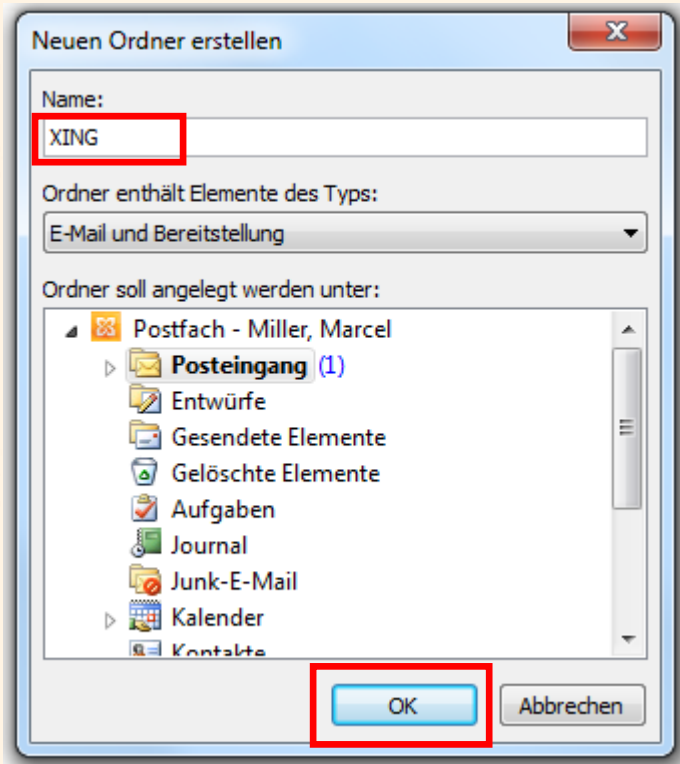 Neuen Ordner erstellen
Name:
XING
Ordner enthält Elemente des Typs:
E-Mail und Bereitstellung
Ordner soll angelegt werden unter:
Postfach - Miller, Marcel
Posteingang (1)
Entwürfe
Gesendete Elemente
Gelöschte Elemente
Aufgaben
Journal
Junk-E-Mail
Kalender
Kontakte
OK Abbrechen